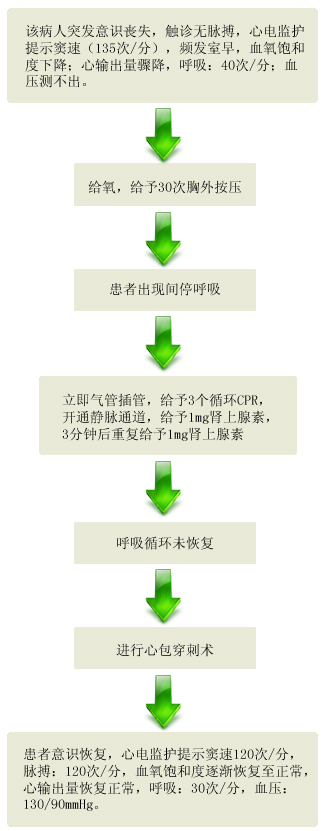 该病人突发意识丧失，触诊无脉搏，心电监护
提示窦速（135次/分），频发室早，血氧饱和
度下降；心输出量骤降，呼吸：40次/分；血
压测不出。
给氧，给予30次胸外按压
患者出现间停呼吸
立即气管插管，给予3个循环CPR，
开通静脉通道，给予1mg肾上腺素，
3分钟后重复给予1mg肾上腺素
呼吸循环未恢复
进行心包穿刺术
患者意识恢复，心电监护提示窦速120次/分，
脉搏：120次/分，血氧饱和度逐渐恢复至正常，
心输出量恢复正常，呼吸：30次/分，血压：
130/90mmHg。